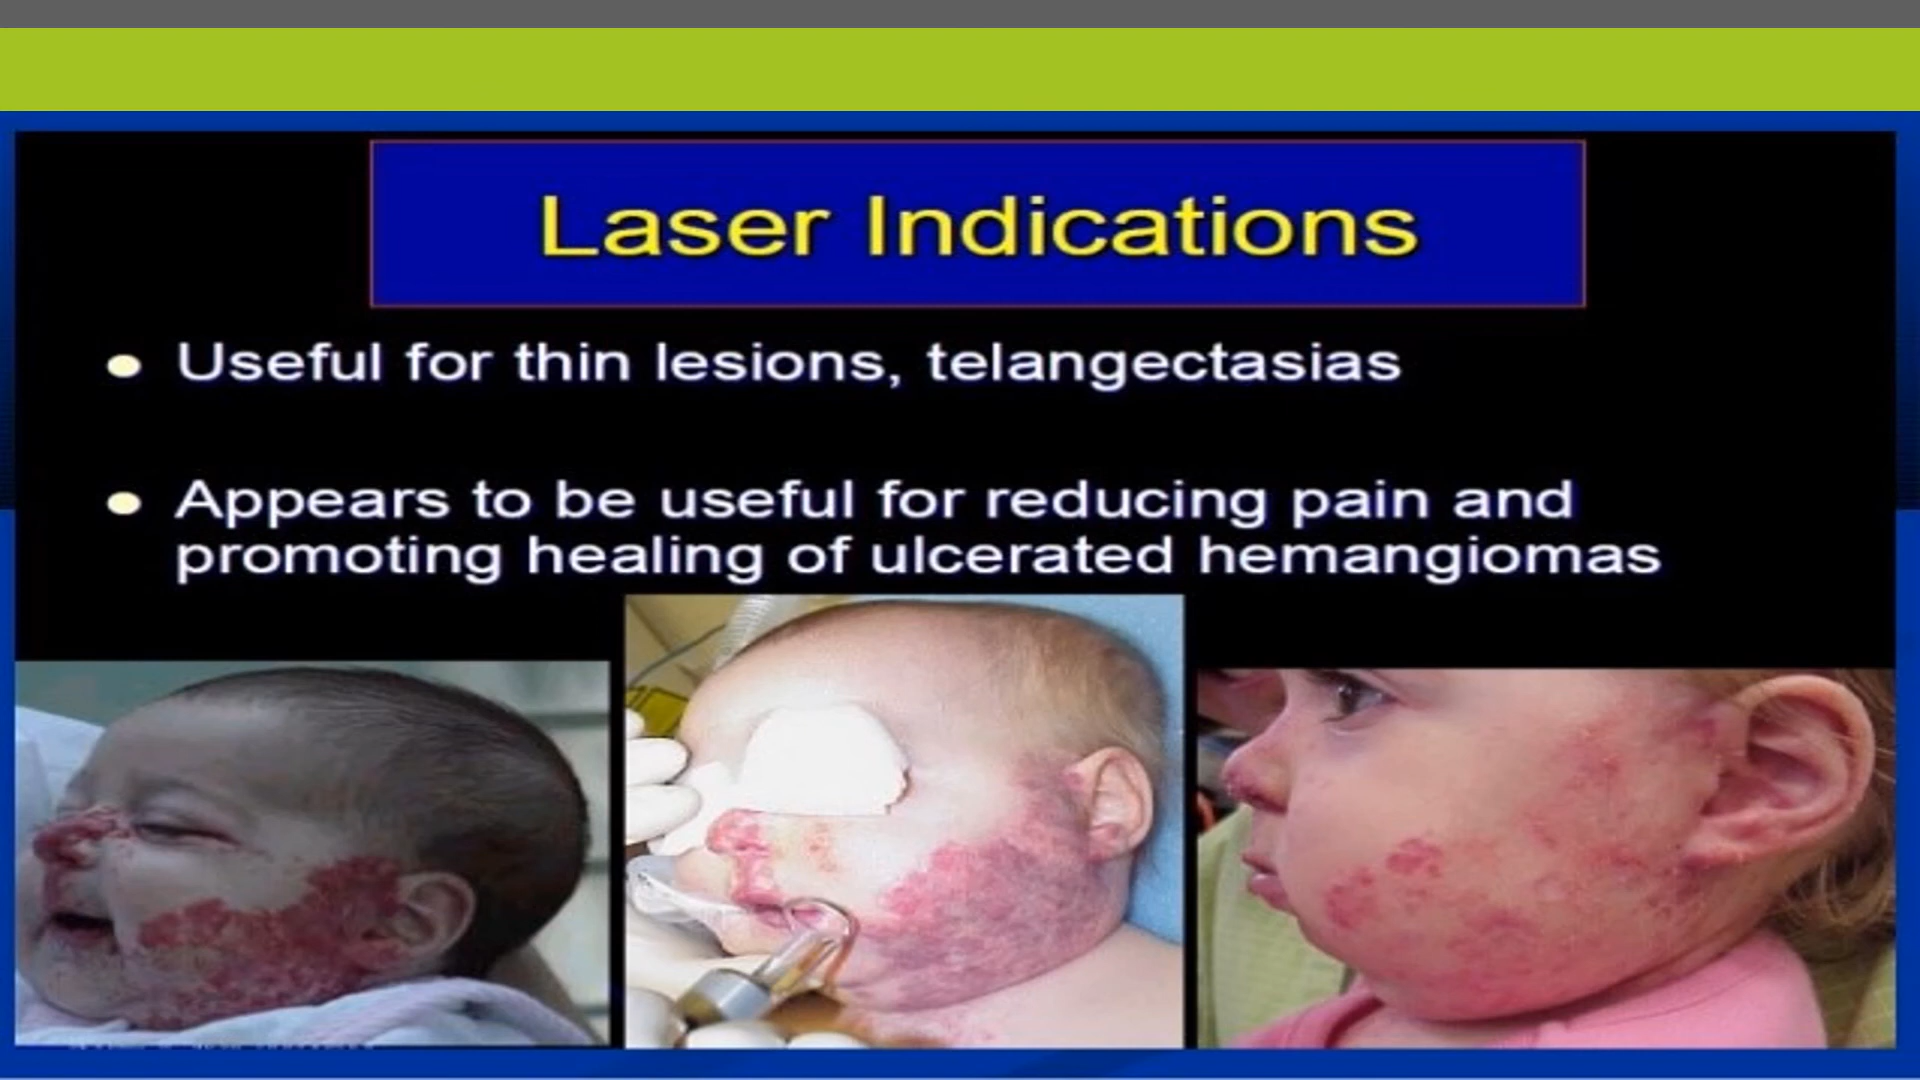 Laser Indications
Useful for thin lesions, telangectasias
Appears to be useful for reducing pain and
promoting healing of ulcerated hemangiomas